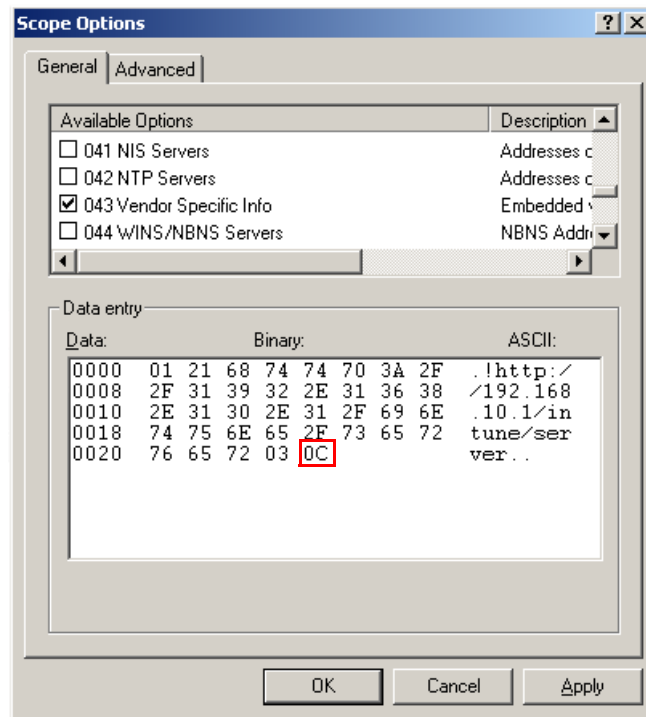 Scope Options
General Advanced
Available Options Description
041 NIS Servers Addresses c
042 NTP Servers Addresses c
043 Vendor Specific Info Embedded v
044 WINS/NBNS Servers NBNS Addr
Data entry
Data: Binary: ASCII:
0000 01 21 68 74 74 70 3A 2F .!http:/
0008 2F 31 39 32 2E 31 36 38 /192.168
0010 2E 31 30 2E 31 2F 69 6E .10.1/in
0018 74 75 6E 65 2F 73 65 72 tune/ser
0020 76 65 72 03 0C ver..
OK Cancel Apply